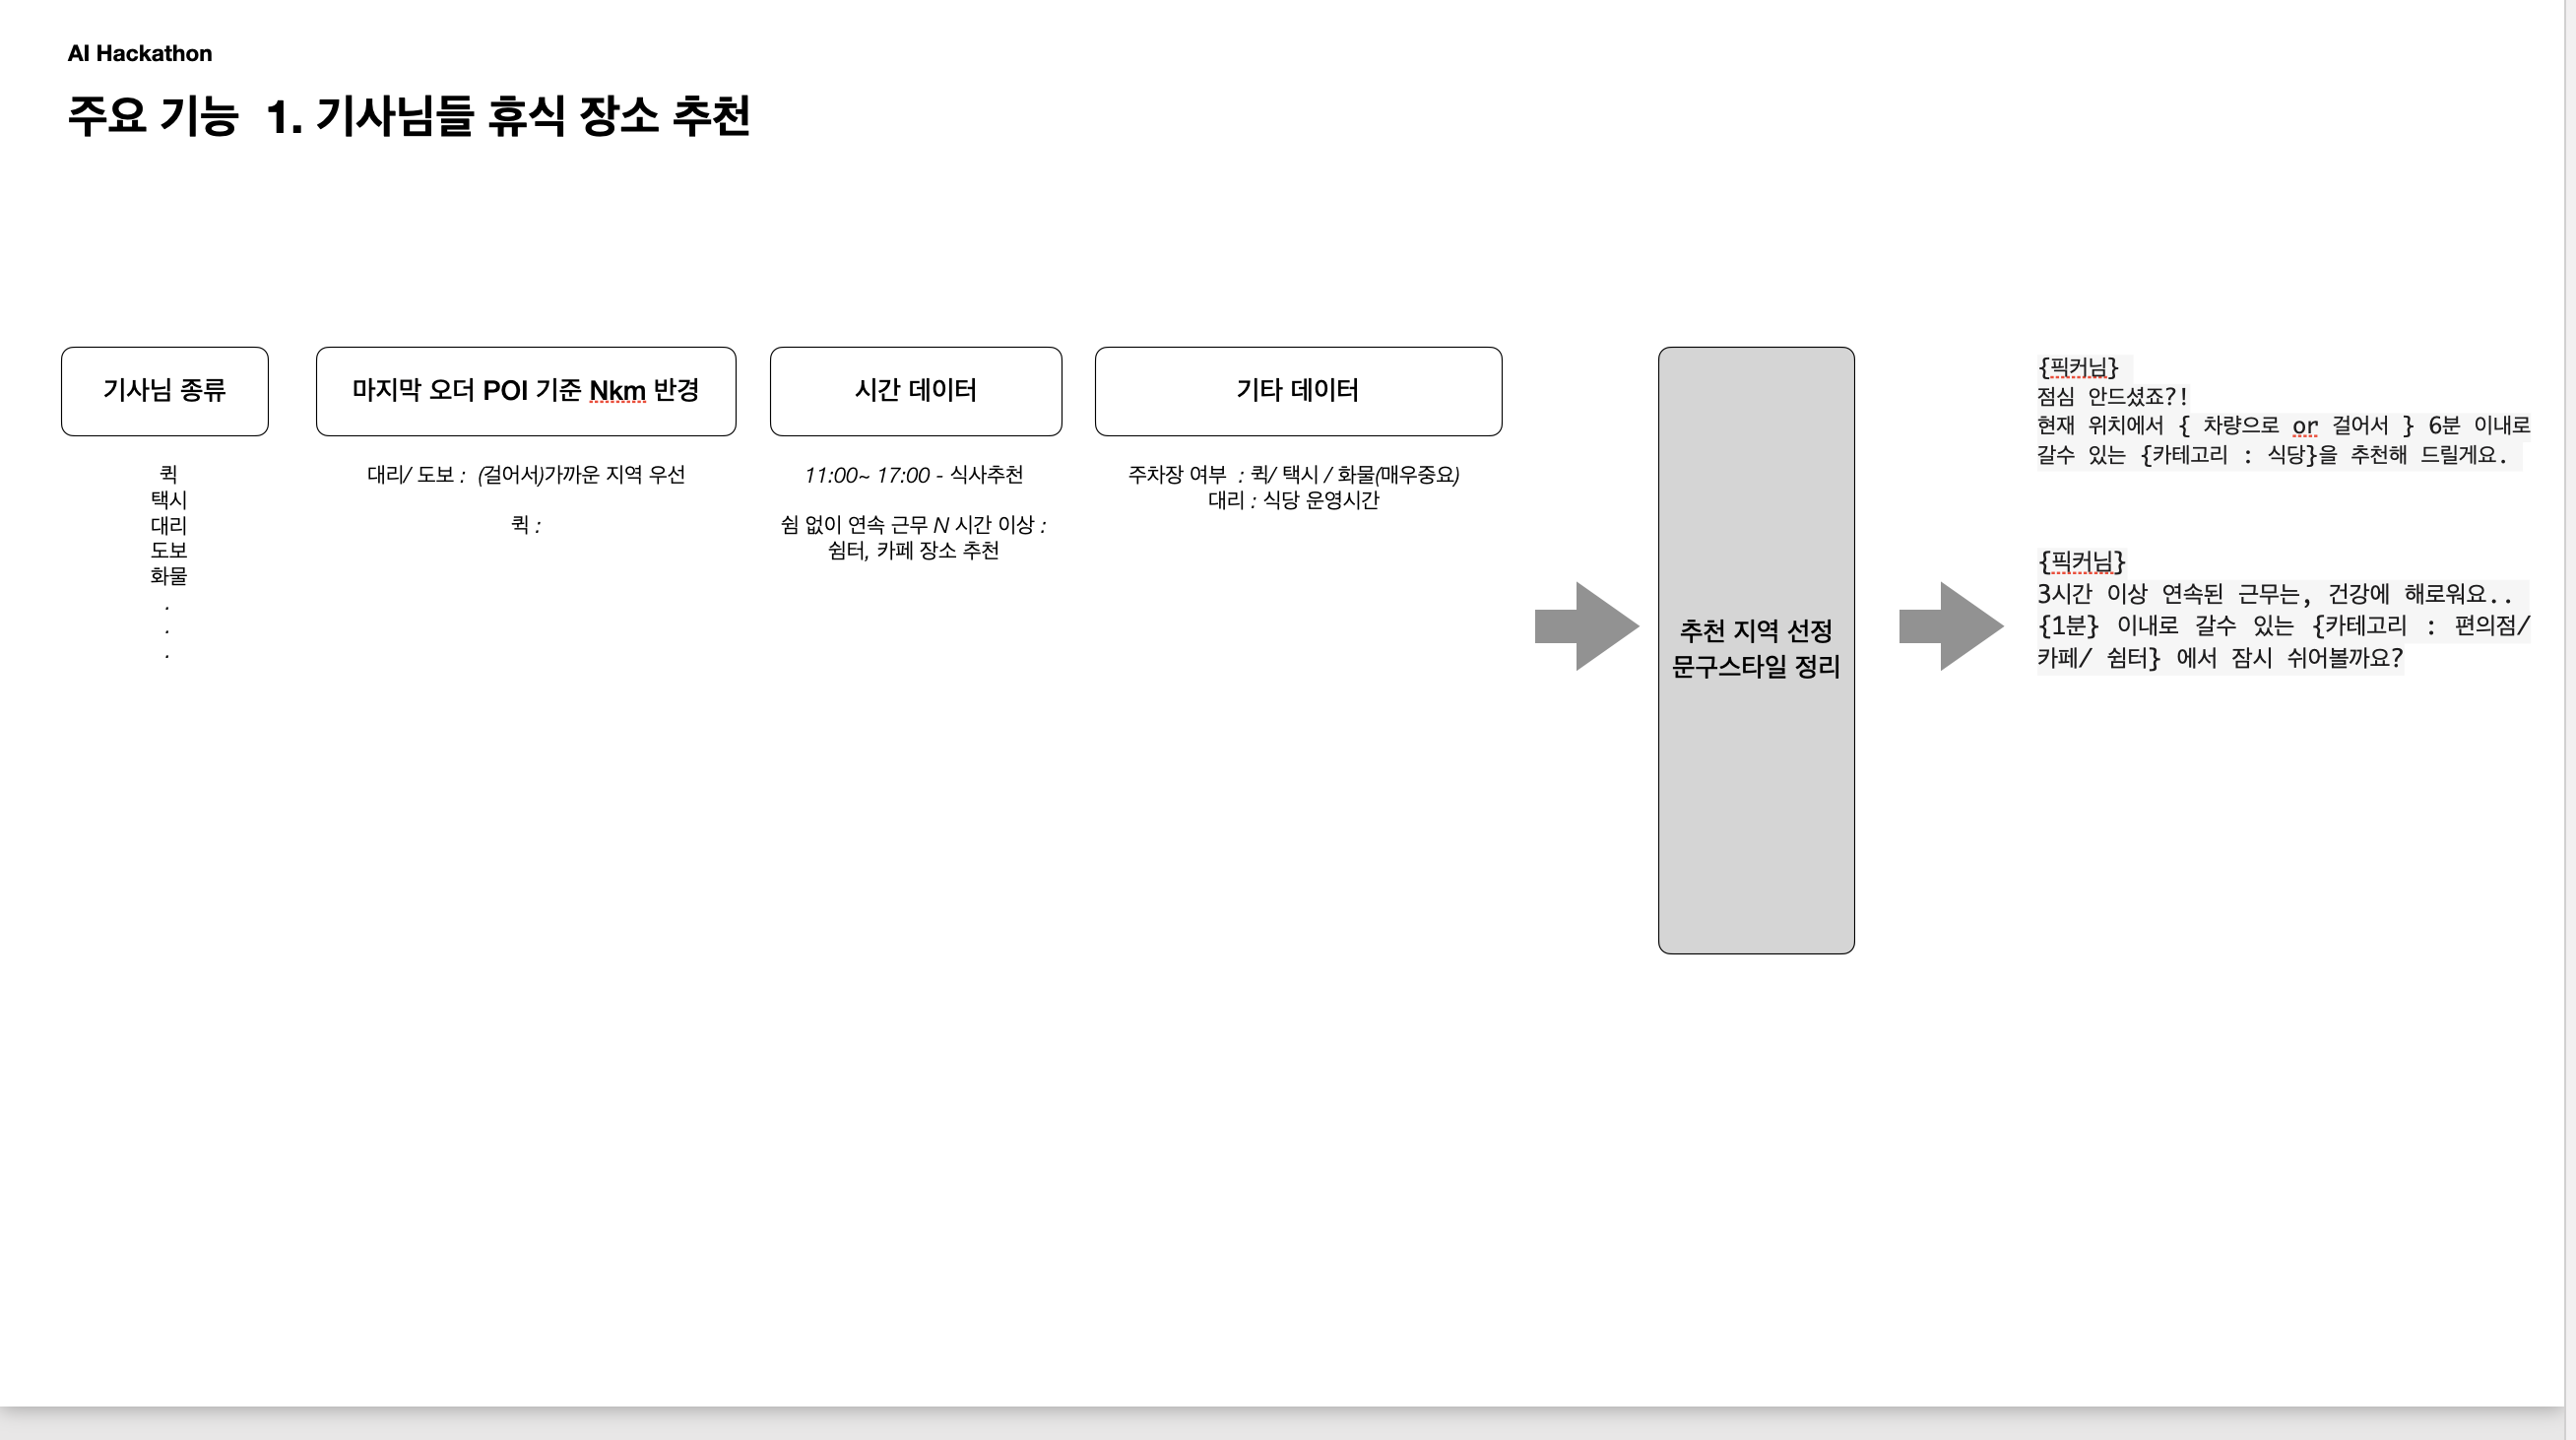 AI Hackathon
주요 기능  1. 기사님들 휴식 장소 추천
기사님 종류
퀵
택시
대리
도보
화물
.
.
.
마지막 오더 POI 기준 Nkm 반경
대리/ 도보 :  (걸어서)가까운 지역 우선
퀵 :
시간 데이터
11:00~ 17:00 - 식사추천
쉼 없이 연속 근무 N 시간 이상 :
쉼터, 카페 장소 추천
기타 데이터
주차장 여부  : 퀵/ 택시 / 화물(매우중요)
대리 : 식당 운영시간
추천 지역 선정
문구스타일 정리
{픽커님}
점심 안드셨죠?!
현재 위치에서 { 차량으로 or 걸어서 } 6분 이내로
갈수 있는 {카테고리 : 식당}을 추천해 드릴게요.
{픽커님}
3시간 이상 연속된 근무는, 건강에 해로워요..
{1분} 이내로 갈수 있는 {카테고리 : 편의점/
카페/ 쉼터} 에서 잠시 쉬어볼까요?